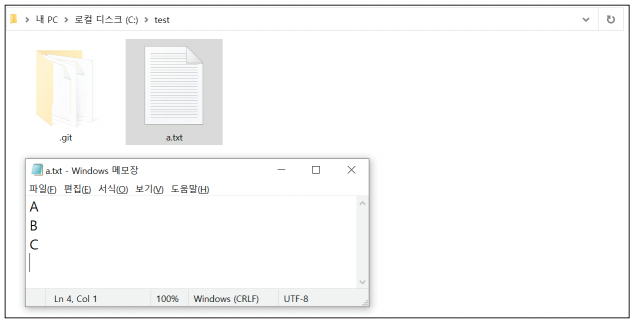 내 PC > 로컬 디스크 (C:) > test
.git
a.txt
a.txt - Windows 메모장
파일(F) 편집(E) 서식(O) 보기(V) 도움말(H)
A
B
C
Ln 4, Col 1 100% Windows (CRLF) UTF-8